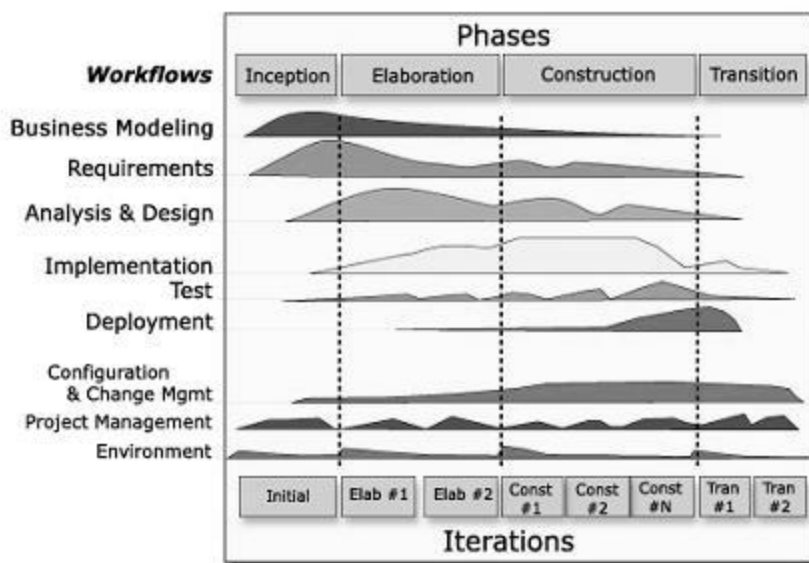 Phases
Workflows
Inception
Elaboration
Construction
Transition
Business Modeling
Requirements
Analysis & Design
Implementation
Test
Deployment
Configuration
& Change Mgmt
Project Management
Environment
Initial
Elab #1
Elab #2
Const
#1
Const
#2
Const
#N
Tran
#1
Tran
#2
Iterations